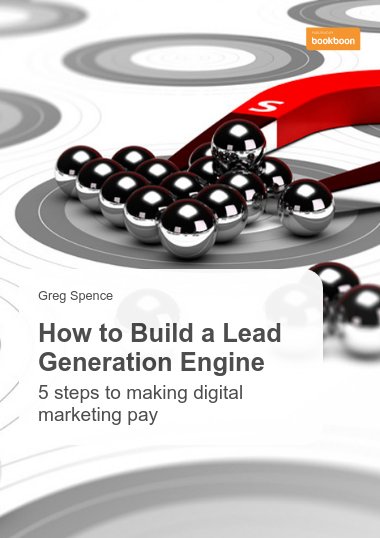 bookboon
S
Greg Spence
How to Build a Lead
Generation Engine
5 steps to making digital
marketing pay